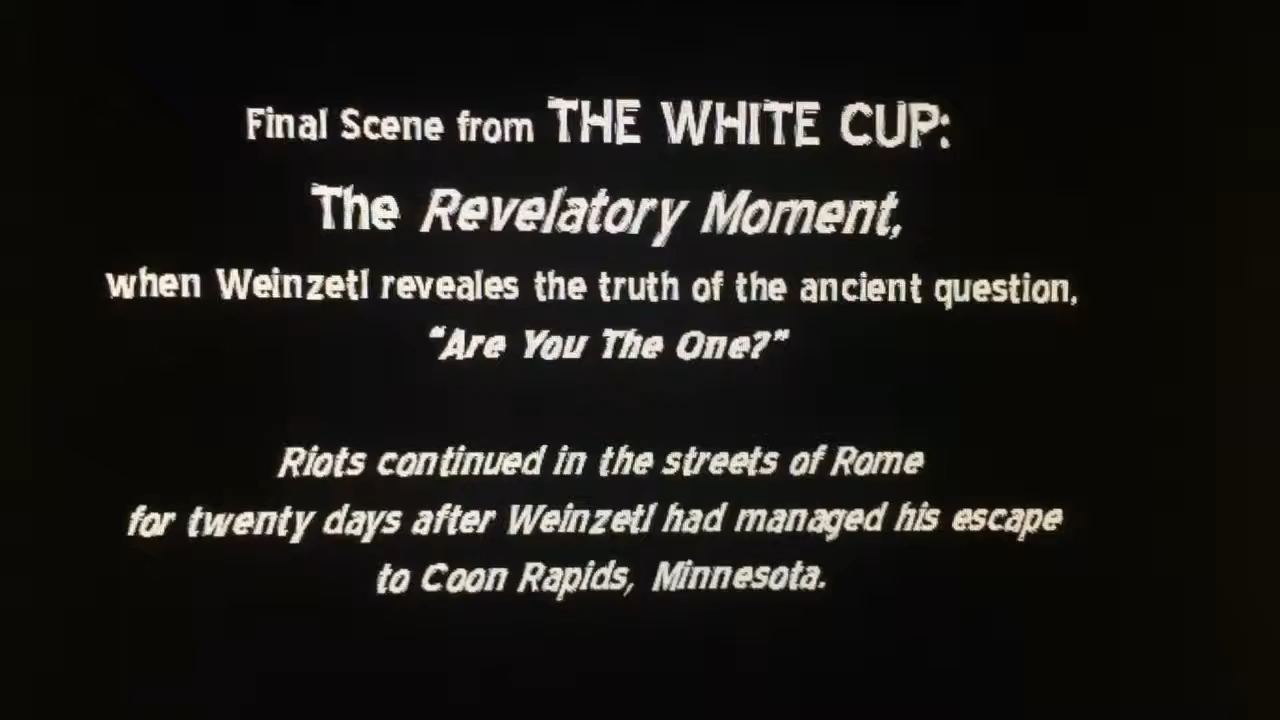 Final Scene from THE WHITE CUP:
The Revelatory Moment,
when Weinzetl reveales the truth of the ancient question,
“Are You The One?”
Riots continued in the streets of Rome
for twenty days after Weinzetl had managed his escape
to Coon Rapids, Minnesota.